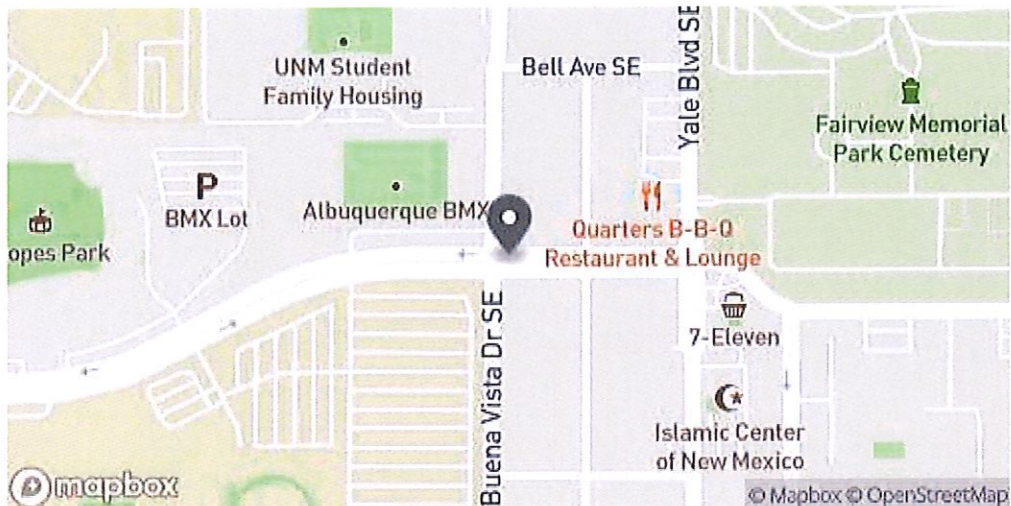 UNM Student
Family Housing
Bell Ave SE
Yale Blvd SE
Fairview Memorial
Park Cemetery
P
BMX Lot
Albuquerque BMX
Quarters B-B-Q
Restaurant & Lounge
opes Park
7-Eleven
Buena Vista Dr SE
Islamic Center
of New Mexico
mapbox
© Mapbox © OpenStreetMap